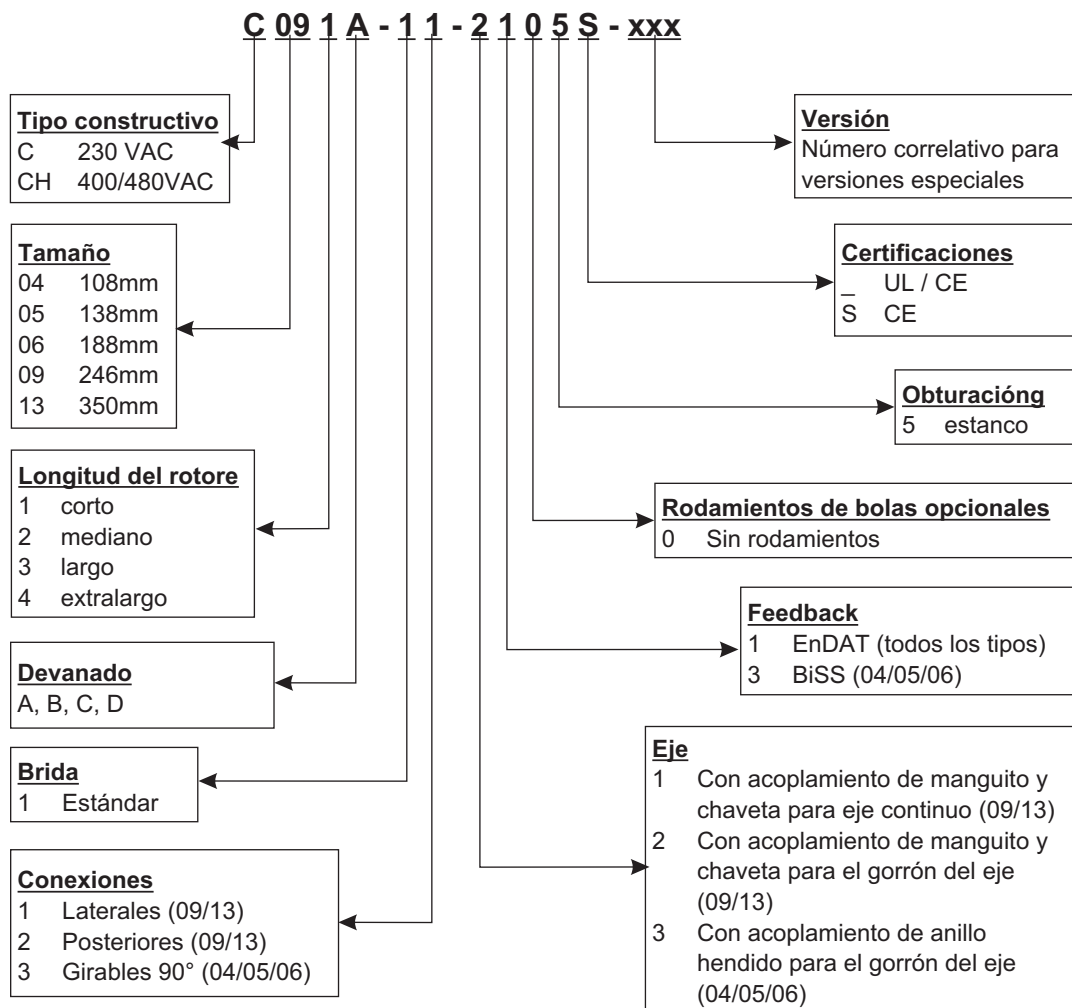 C 09 1 A - 1 1 - 2 1 0 5 S - xxx
Tipo constructivo
C 230 VAC
CH 400/480VAC
Tamaño
04 108mm
05 138mm
06 188mm
09 246mm
13 350mm
Longitud del rotore
1 corto
2 mediano
3 largo
4 extralargo
Devanado
A, B, C, D
Brida
1 Estándar
Conexiones
1 Laterales (09/13)
2 Posteriores (09/13)
3 Girables 90° (04/05/06)
Versión
Número correlativo para
versiones especiales
Certificaciones
_ UL / CE
S CE
Obturacióng
5 estanco
Rodamientos de bolas opcionales
0 Sin rodamientos
Feedback
1 EnDAT (todos los tipos)
3 BiSS (04/05/06)
Eje
1 Con acoplamiento de manguito y
chaveta para eje continuo (09/13)
2 Con acoplamiento de manguito y
chaveta para el gorrón del eje
(09/13)
3 Con acoplamiento de anillo
hendido para el gorrón del eje
(04/05/06)